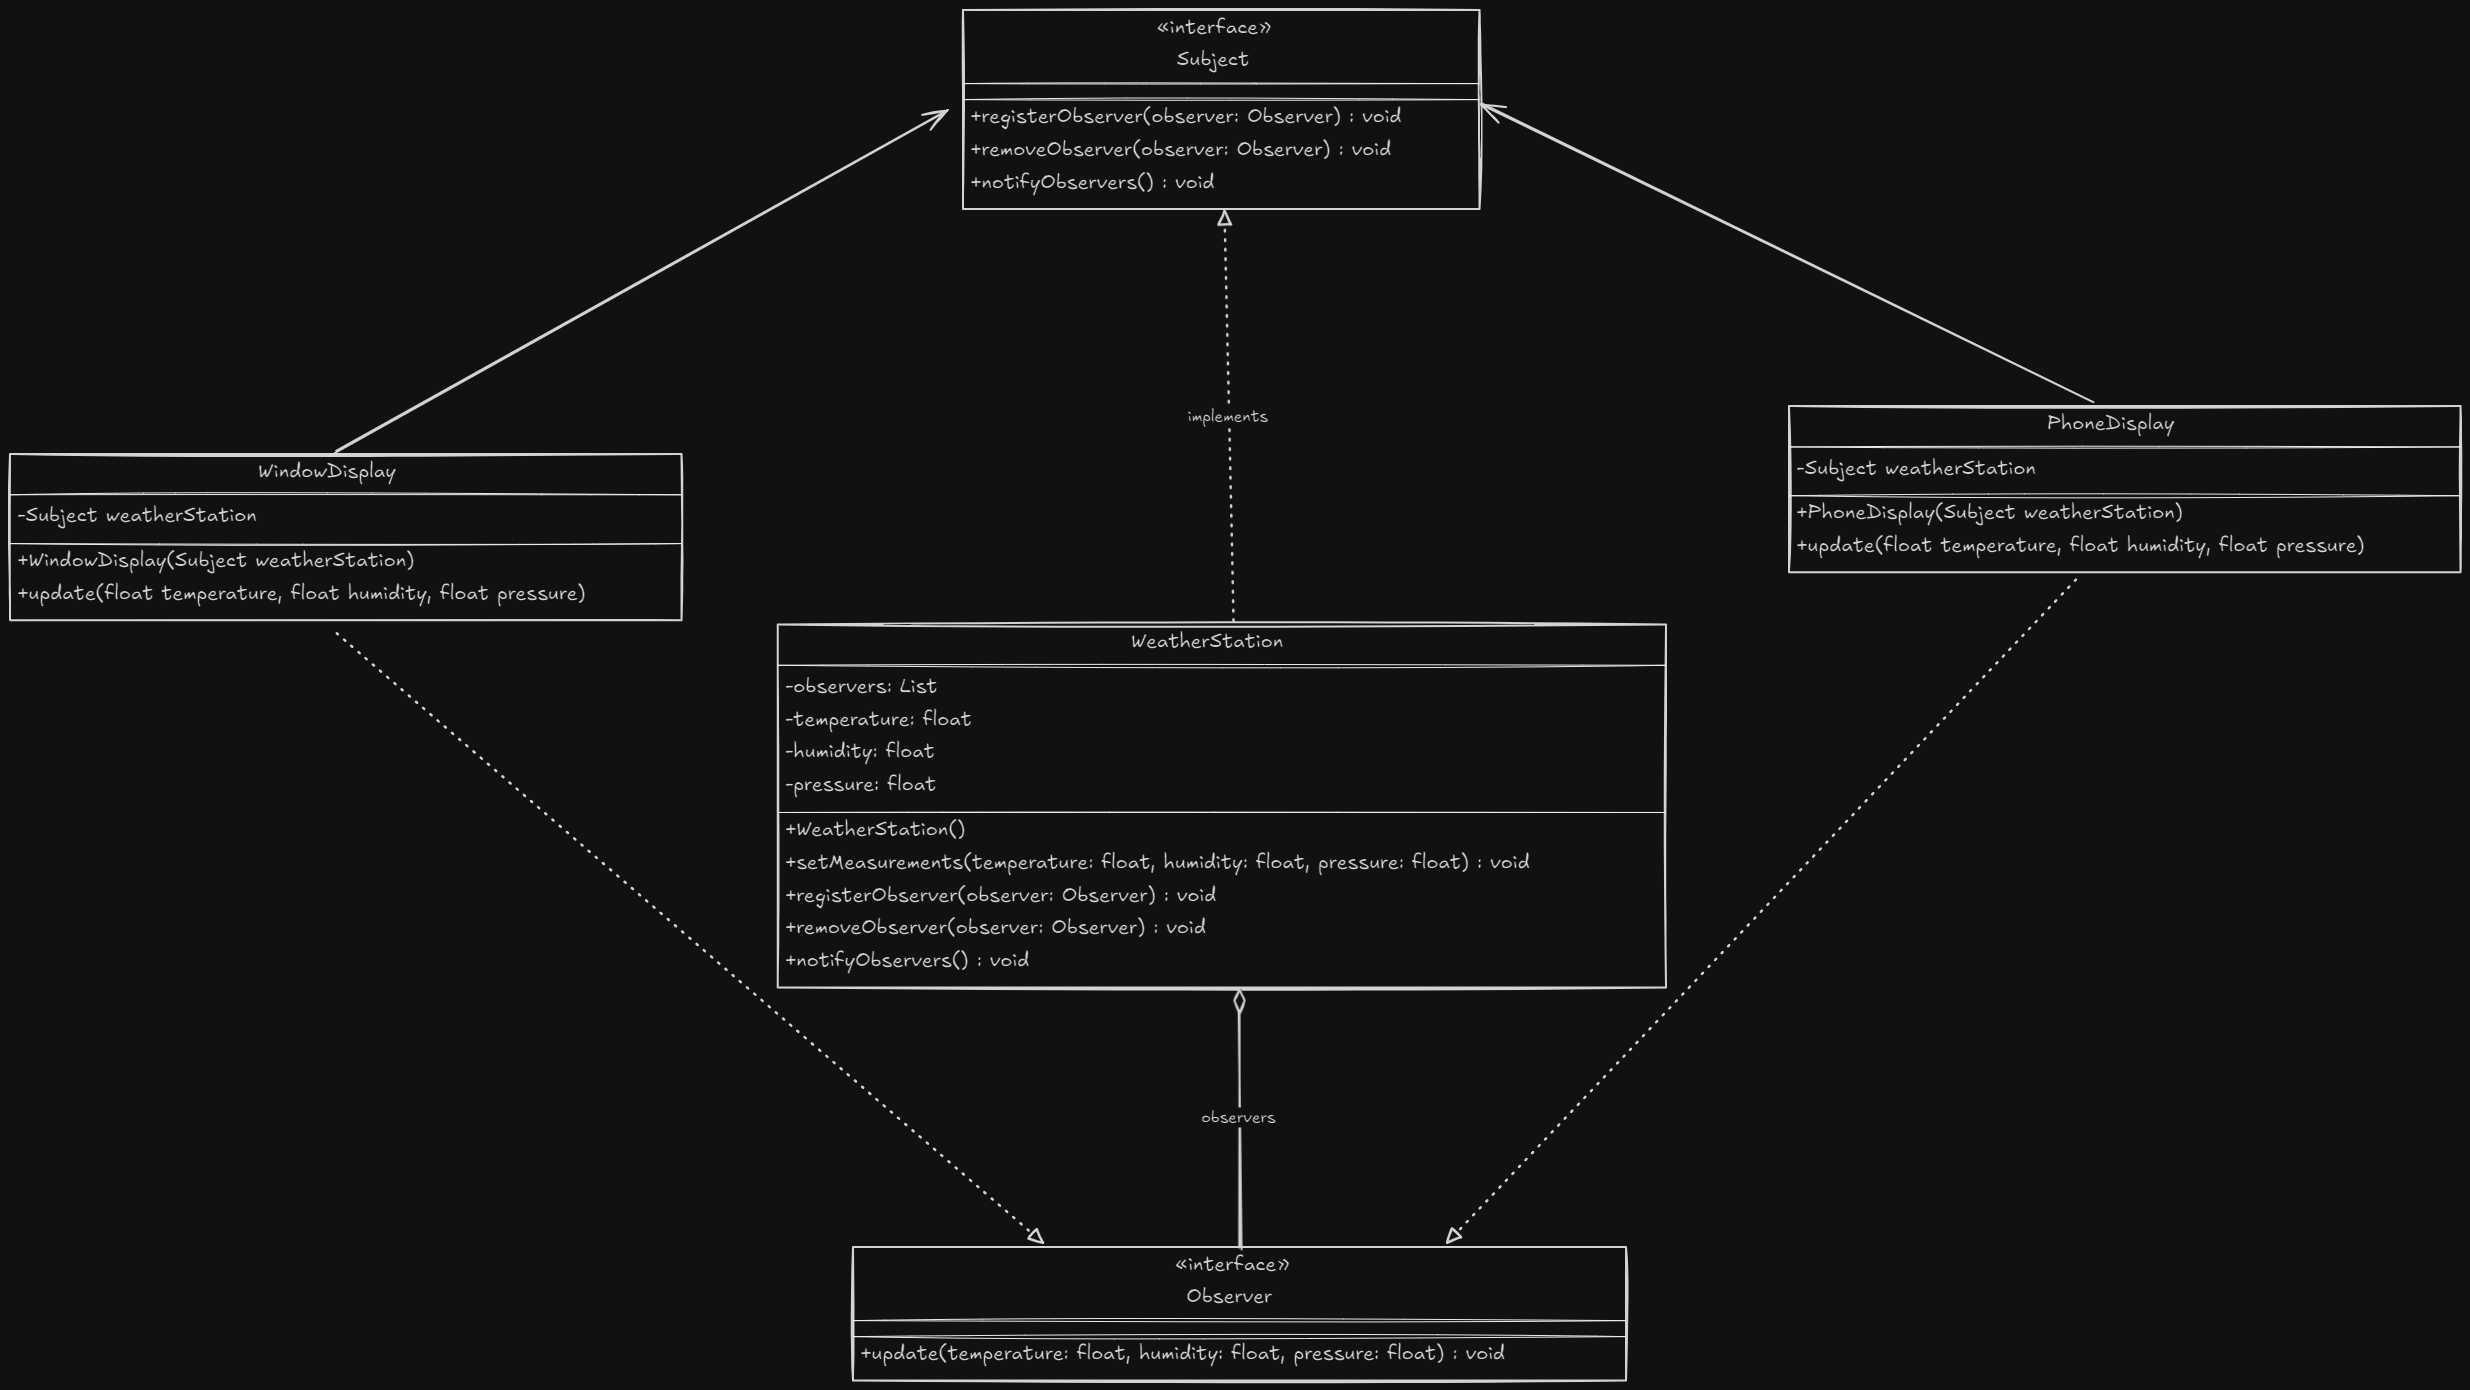 «interface»
Subject
+registerObserver(observer: Observer) : void
+removeObserver(observer: Observer) : void
+notifyObservers() : void
implements
WindowDisplay
-Subject weatherStation
+WindowDisplay(Subject weatherStation)
+update(float temperature, float humidity, float pressure)
PhoneDisplay
-Subject weatherStation
+PhoneDisplay(Subject weatherStation)
+update(float temperature, float humidity, float pressure)
WeatherStation
-observers: List
-temperature: float
-humidity: float
-pressure: float
+WeatherStation()
+setMeasurements(temperature: float, humidity: float, pressure: float) : void
+registerObserver(observer: Observer) : void
+removeObserver(observer: Observer) : void
+notifyObservers() : void
observers
«interface»
Observer
+update(temperature: float, humidity: float, pressure: float) : void